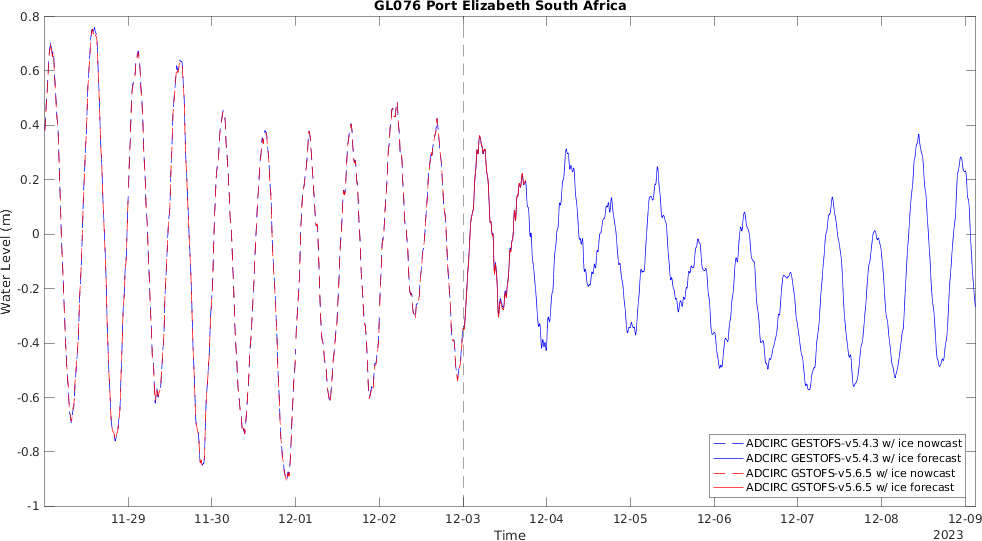 GL076 Port Elizabeth South Africa
Water Level (m)
0.8
0.6
0.4
0.2
0
-0.2
-0.4
-0.6
-0.8
-1
ADCIRC GESTOFS-v5.4.3 w/ ice nowcast
ADCIRC GESTOFS-v5.4.3 w/ ice forecast
ADCIRC GSTOFS-v5.6.5 w/ ice nowcast
ADCIRC GSTOFS-v5.6.5 w/ ice forecast
11-29 11-30 12-01 12-02 12-03 12-04 12-05 12-06 12-07 12-08 12-09
Time
2023